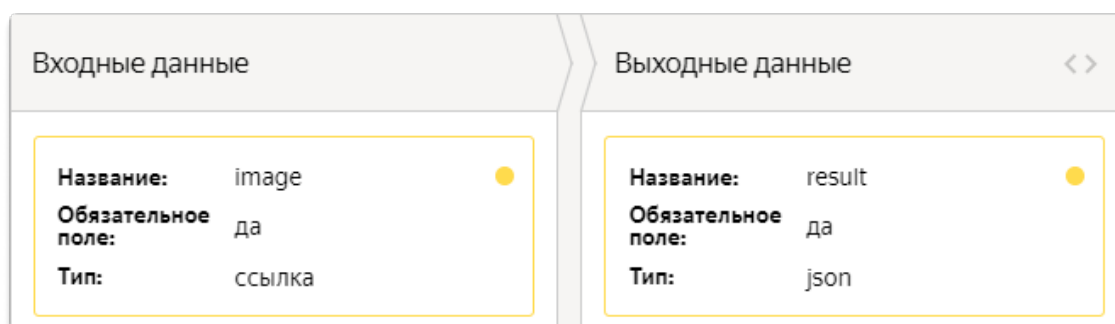 Входные данные
Выходные данные
< >
Название: image
Обязательное поле: да
Тип: ссылка
Название: result
Обязательное поле: да
Тип: json